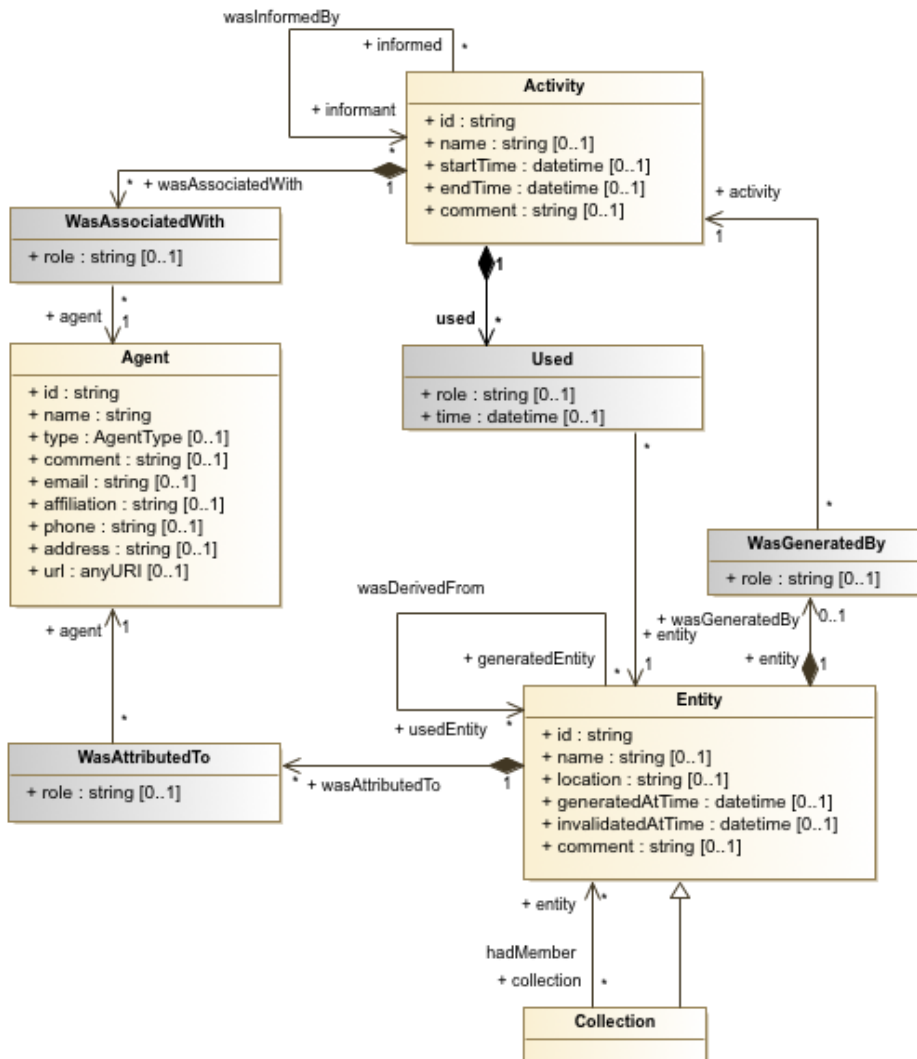 wasInformedBy
+ informed
*
Activity
+ id : string
+ name : string [0..1]
+ startTime : datetime [0..1]
+ endTime : datetime [0..1]
+ comment : string [0..1]
+ informant
*
1
* + wasAssociatedWith
WasAssociatedWith
+ role : string [0..1]
*
+ agent
1
+ activity
1
1
used
*
Used
+ role : string [0..1]
+ time : datetime [0..1]
*
Agent
+ id : string
+ name : string
+ type : AgentType [0..1]
+ comment : string [0..1]
+ email : string [0..1]
+ affiliation : string [0..1]
+ phone : string [0..1]
+ address : string [0..1]
+ url : anyURI [0..1]
*
WasGeneratedBy
+ role : string [0..1]
wasDerivedFrom
+ wasGeneratedBy
0..1
+ agent
1
+ entity
1
+ generatedEntity
*
+ entity
1
+ usedEntity
*
Entity
+ id : string
+ name : string [0..1]
+ location : string [0..1]
+ generatedAtTime : datetime [0..1]
+ invalidatedAtTime : datetime [0..1]
+ comment : string [0..1]
*
WasAttributedTo
+ role : string [0..1]
*
+ wasAttributedTo
1
+ entity
*
hadMember
+ collection
*
Collection